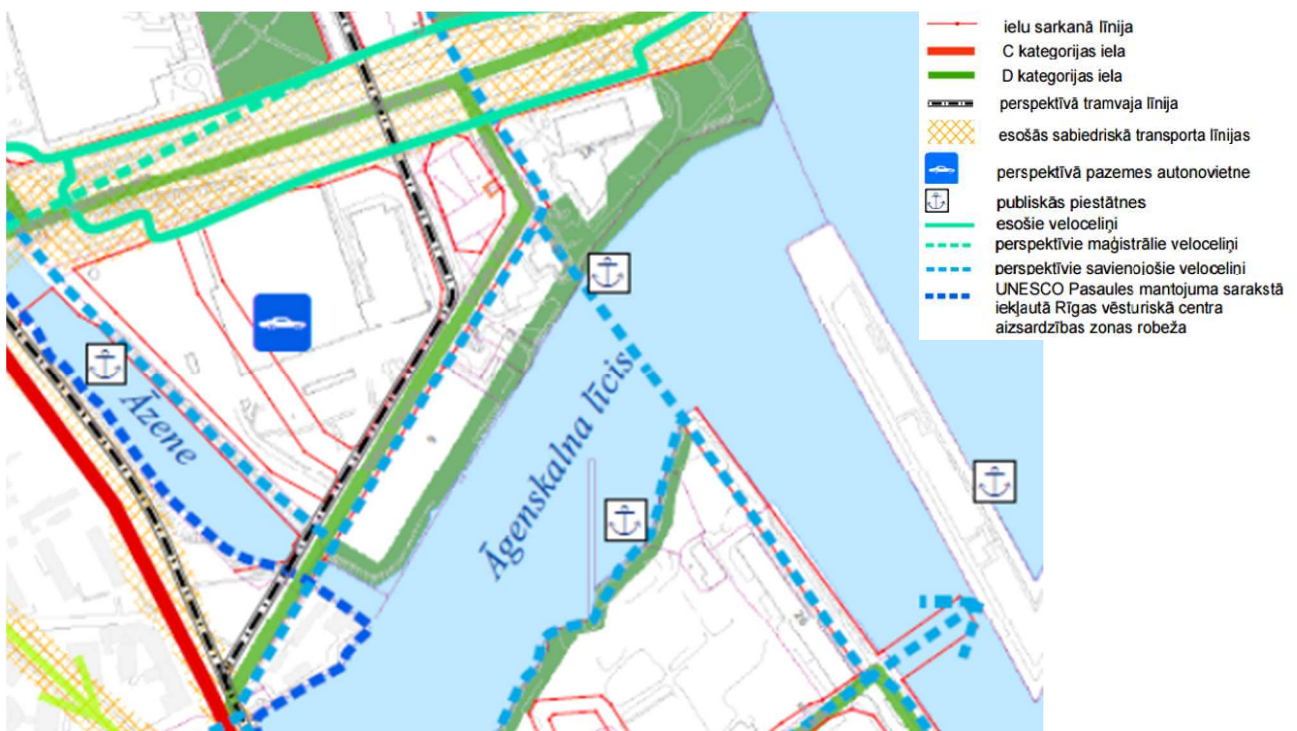 ielu sarkanā līnija
C kategorijas iela
D kategorijas iela
perspektīvā tramvaja līnija
esošās sabiedriskā transporta līnijas
perspektīvā pazemes autonovietne
publiskās piestātnes
esošie veloceliņi
perspektīvie maģistrālie veloceliņi
perspektīvie savienojošie veloceliņi
UNESCO Pasaules mantojuma sarakstā
iekļautā Rīgas vēsturiskā centra
aizsardzības zonas robeža
Āzene
Āgenskalna līcis